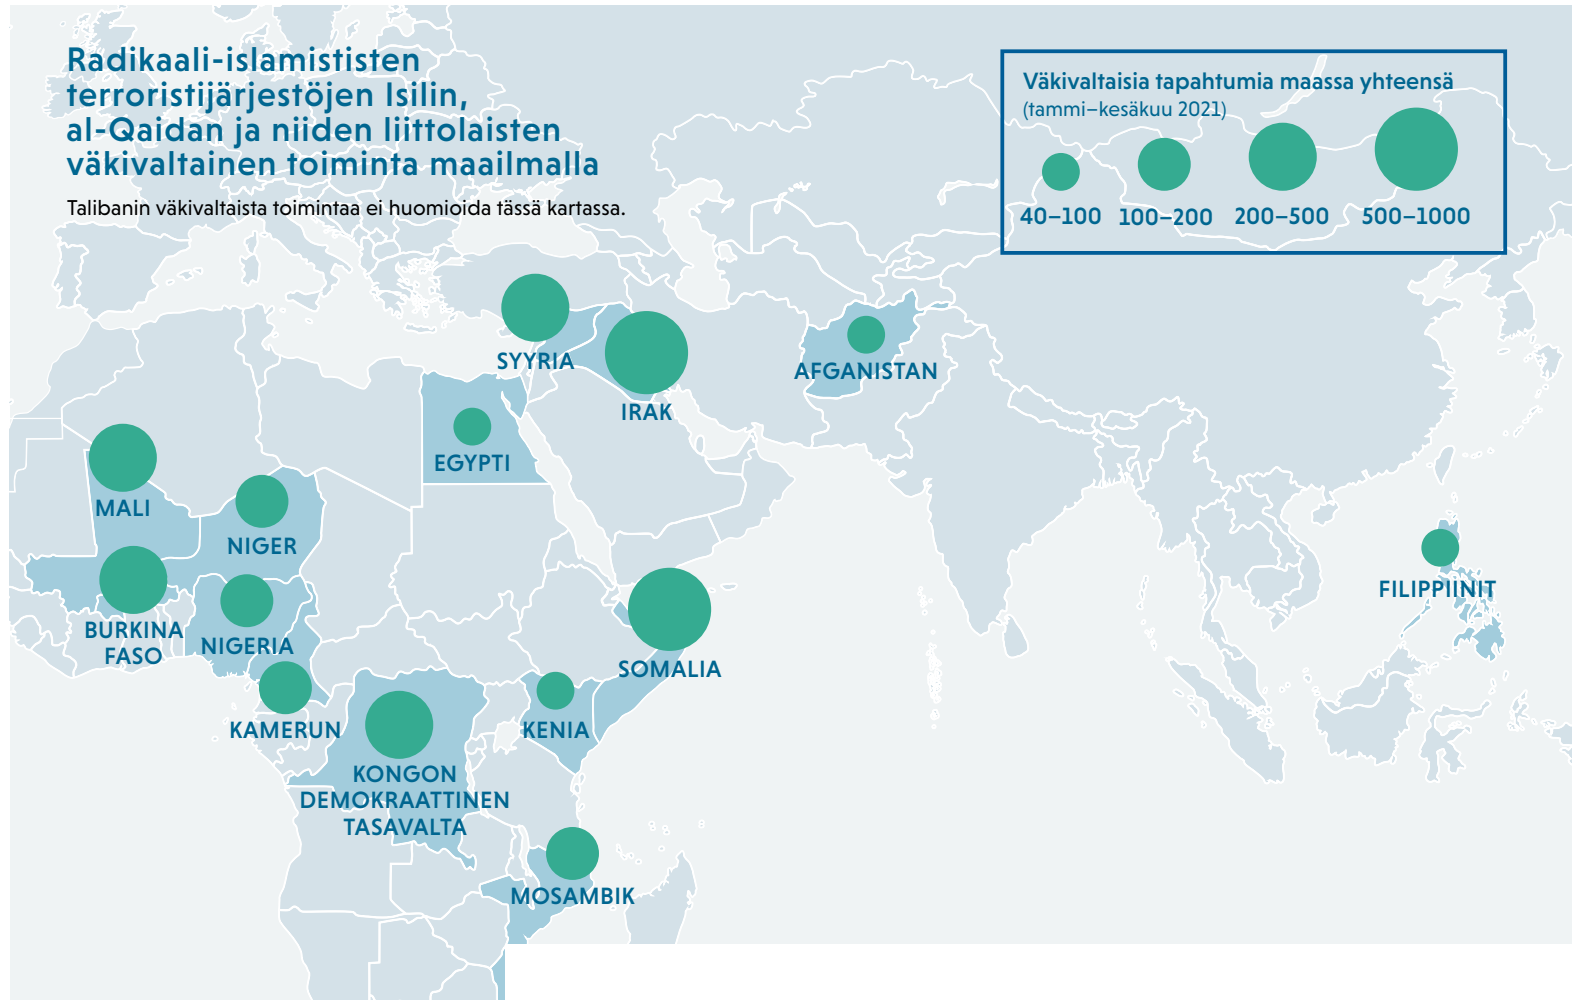 Radikaali-islamististen
terroristijärjestöjen Isilin,
al-Qaidan ja niiden liittolaisten
väkivaltainen toiminta maailmalla
Talibanin väkivaltaista toimintaa ei huomioida tässä kartassa.
Väkivaltaisia tapahtumia maassa yhteensä
(tammi–kesäkuu 2021)
40–100 100–200 200–500 500–1000
SYYRIA
IRAK
AFGANISTAN
EGYPTI
MALI
NIGER
BURKINA
FASO
NIGERIA
KAMERUN
KONGON
DEMOKRAATTINEN
TASAVALTA
KENIA
SOMALIA
MOSAMBIK
FILIPPIINIT